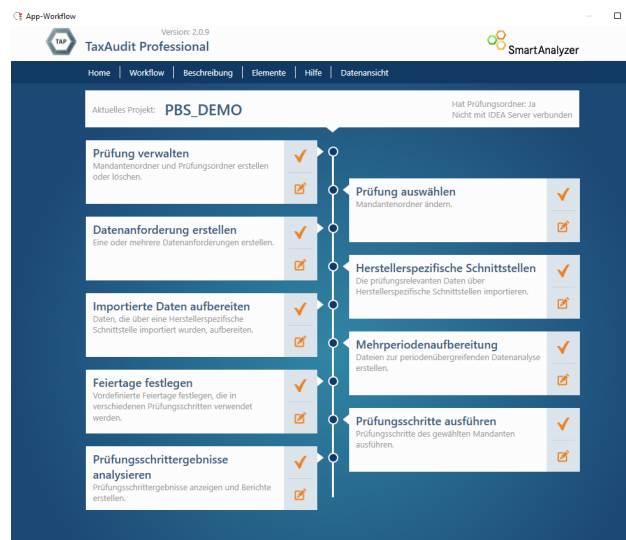 App-Workflow
TAP
Version: 2.0.9
TaxAudit Professional
SmartAnalyzer
Home | Workflow | Beschreibung | Elemente | Hilfe | Datenansicht
Aktuelles Projekt: PBS_DEMO
Hat Prüfungsordner: Ja
Nicht mit IDEA Server verbunden
Prüfung verwalten
Mandantenordner und Prüfungsordner erstellen
oder löschen.
Prüfung auswählen
Mandantenordner ändern.
Datenanforderung erstellen
Eine oder mehrere Datenanforderungen erstellen.
Herstellerspezifische Schnittstellen
Die prüfungsrelevanten Daten über
Herstellerspezifische Schnittstellen importieren.
Importierte Daten aufbereiten
Daten, die über eine Herstellerspezifische
Schnittstelle importiert wurden, aufbereiten.
Mehrperiodenaufbereitung
Dateien zur periodenübergreifenden Datenanalyse
erstellen.
Feiertage festlegen
Vordefinierte Feiertage festlegen, die in
verschiedenen Prüfungsschritten verwendet
werden.
Prüfungsschritte ausführen
Prüfungsschritte des gewählten Mandanten
ausführen.
Prüfungsschrittergebnisse
analysieren
Prüfungsschrittergebnisse anzeigen und Berichte
erstellen.